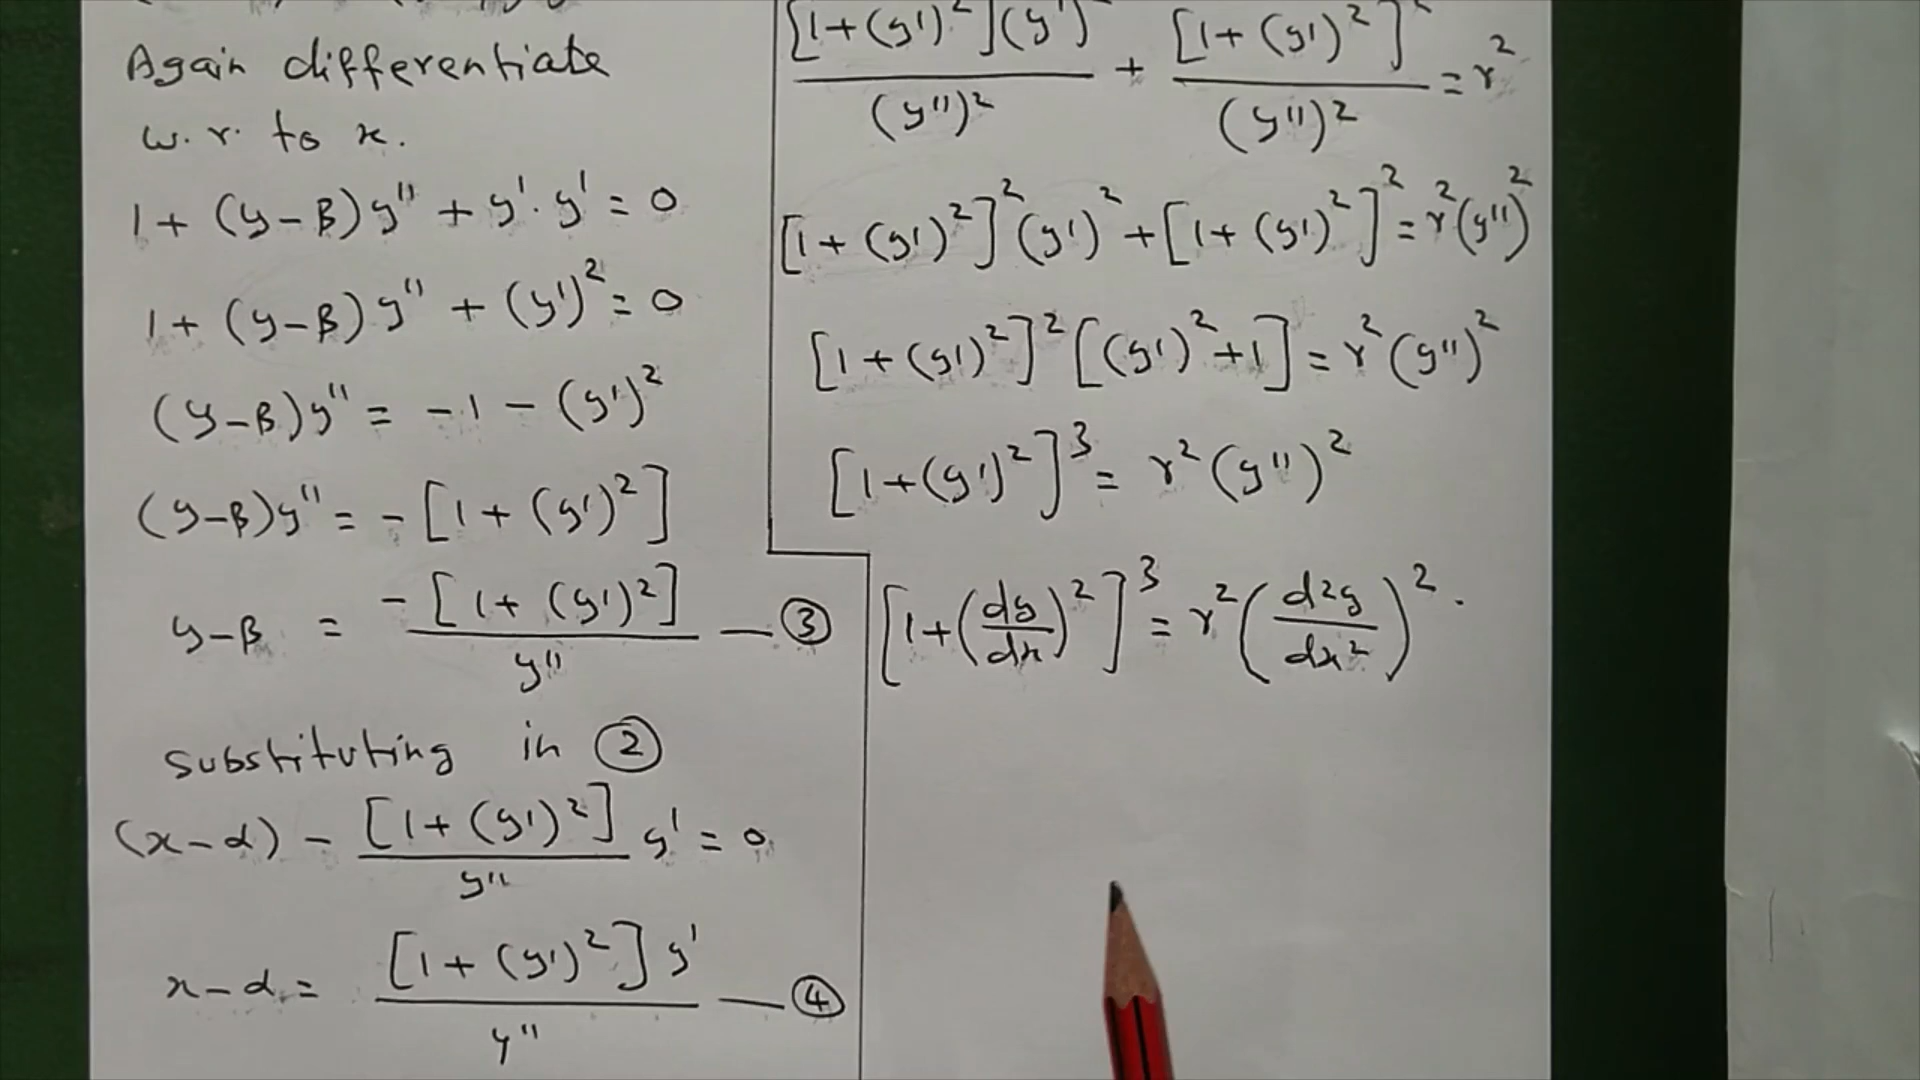 Again differentiate
w.r. to x.
1 + (y-β)y" + y'.y' = 0
1 + (y-β)y" + (y')² = 0
(y-β)y" = -1 - (y')²
(y-β)y" = -[1 + (y')²]
y-β = -[1 + (y')²] / y" — ③
substituting in ②
(x-α) - [1 + (y')²] / y" y' = 0
x-α = [1 + (y')²] y' / y" — ④
[1+(y')²]²(y')² / (y")² + [1+(y')²]² / (y")² = r²
[1+(y')²]²(y')² + [1+(y')²]² = r²(y")²
[1+(y')²]²[(y')²+1] = r²(y")²
[1+(y')²]³ = r²(y")²
[1+(dy/dx)²]³ = r²(d²y/dx²)².